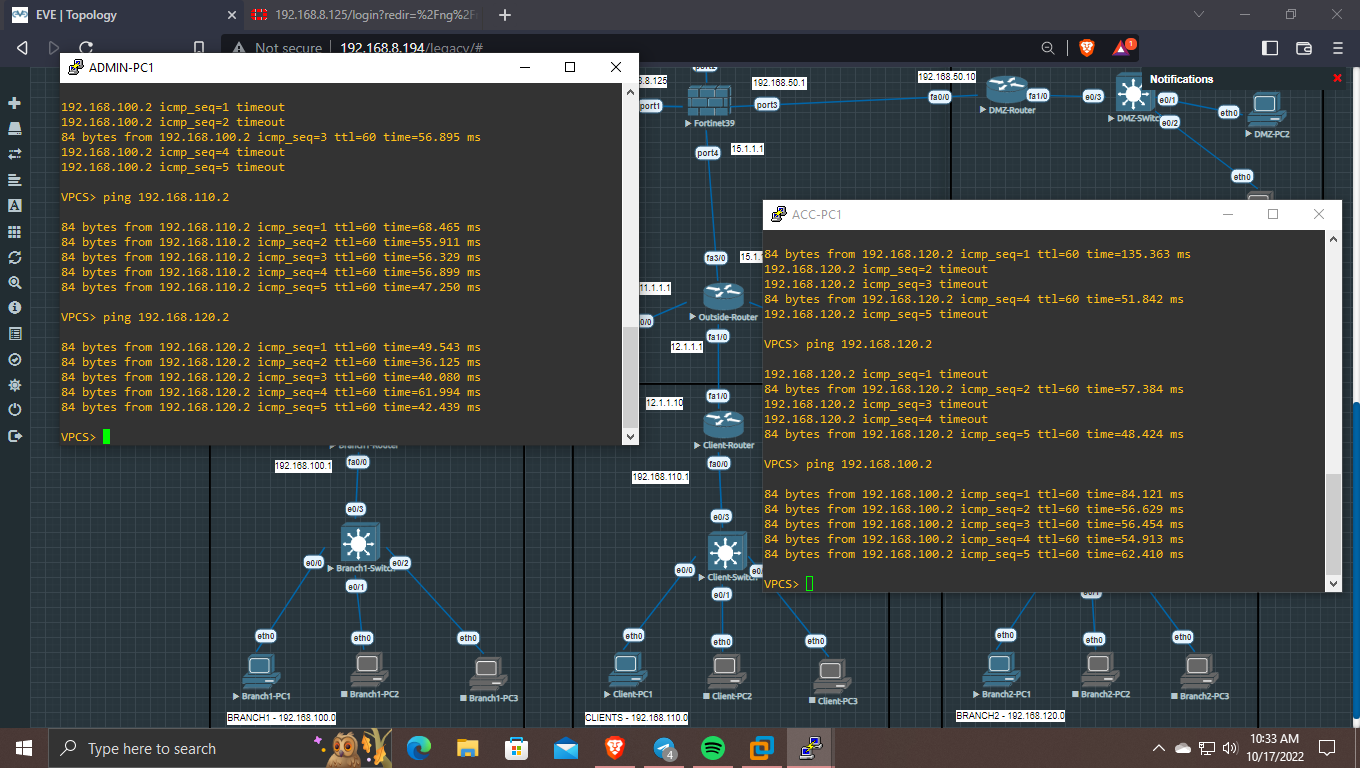 EVE | Topology
192.168.8.125/login?redir=%2Fng%2F
Not secure
192.168.8.194/legacy/#
1
ADMIN-PC1
192.168.100.2 icmp_seq=1 timeout
192.168.100.2 icmp_seq=2 timeout
84 bytes from 192.168.100.2 icmp_seq=3 ttl=60 time=56.895 ms
192.168.100.2 icmp_seq=4 timeout
192.168.100.2 icmp_seq=5 timeout
VPCS> ping 192.168.110.2
84 bytes from 192.168.110.2 icmp_seq=1 ttl=60 time=68.465 ms
84 bytes from 192.168.110.2 icmp_seq=2 ttl=60 time=55.911 ms
84 bytes from 192.168.110.2 icmp_seq=3 ttl=60 time=56.329 ms
84 bytes from 192.168.110.2 icmp_seq=4 ttl=60 time=56.899 ms
84 bytes from 192.168.110.2 icmp_seq=5 ttl=60 time=47.250 ms
VPCS> ping 192.168.120.2
84 bytes from 192.168.120.2 icmp_seq=1 ttl=60 time=49.543 ms
84 bytes from 192.168.120.2 icmp_seq=2 ttl=60 time=36.125 ms
84 bytes from 192.168.120.2 icmp_seq=3 ttl=60 time=40.080 ms
84 bytes from 192.168.120.2 icmp_seq=4 ttl=60 time=61.994 ms
84 bytes from 192.168.120.2 icmp_seq=5 ttl=60 time=42.439 ms
VPCS>
8.125
port1
Fortinet39
port3
192.168.50.1
port4
15.1.1.1
192.168.50.10
fa0/0
DMZ-Router
fa1/0
e0/3
DMZ-Switch
e0/1
e0/2
eth0
DMZ-PC2
eth0
Notifications
fa3/0
15.1.
11.1.1.1
0/0
Outside-Router
fa1/0
12.1.1.1
fa1/0
12.1.1.10
Client-Router
fa0/0
192.168.110.1
ACC-PC1
84 bytes from 192.168.120.2 icmp_seq=1 ttl=60 time=135.363 ms
192.168.120.2 icmp_seq=2 timeout
192.168.120.2 icmp_seq=3 timeout
84 bytes from 192.168.120.2 icmp_seq=4 ttl=60 time=51.842 ms
192.168.120.2 icmp_seq=5 timeout
VPCS> ping 192.168.120.2
192.168.120.2 icmp_seq=1 timeout
84 bytes from 192.168.120.2 icmp_seq=2 ttl=60 time=57.384 ms
192.168.120.2 icmp_seq=3 timeout
192.168.120.2 icmp_seq=4 timeout
84 bytes from 192.168.120.2 icmp_seq=5 ttl=60 time=48.424 ms
VPCS> ping 192.168.100.2
84 bytes from 192.168.100.2 icmp_seq=1 ttl=60 time=84.121 ms
84 bytes from 192.168.100.2 icmp_seq=2 ttl=60 time=56.629 ms
84 bytes from 192.168.100.2 icmp_seq=3 ttl=60 time=56.454 ms
84 bytes from 192.168.100.2 icmp_seq=4 ttl=60 time=54.913 ms
84 bytes from 192.168.100.2 icmp_seq=5 ttl=60 time=62.410 ms
VPCS>
192.168.100.1
fa0/0
e0/3
e0/0
Branch1-Switch
e0/2
e0/1
eth0
eth0
eth0
Branch1-PC1
Branch1-PC2
Branch1-PC3
BRANCH1 - 192.168.100.0
e0/3
e0/0
Client-Switch
e0/1
eth0
eth0
eth0
Client-PC1
Client-PC2
Client-PC3
CLIENTS - 192.168.110.0
eth0
eth0
eth0
Branch2-PC1
Branch2-PC2
Branch2-PC3
BRANCH2 - 192.168.120.0
Type here to search
4
10:33 AM
10/17/2022